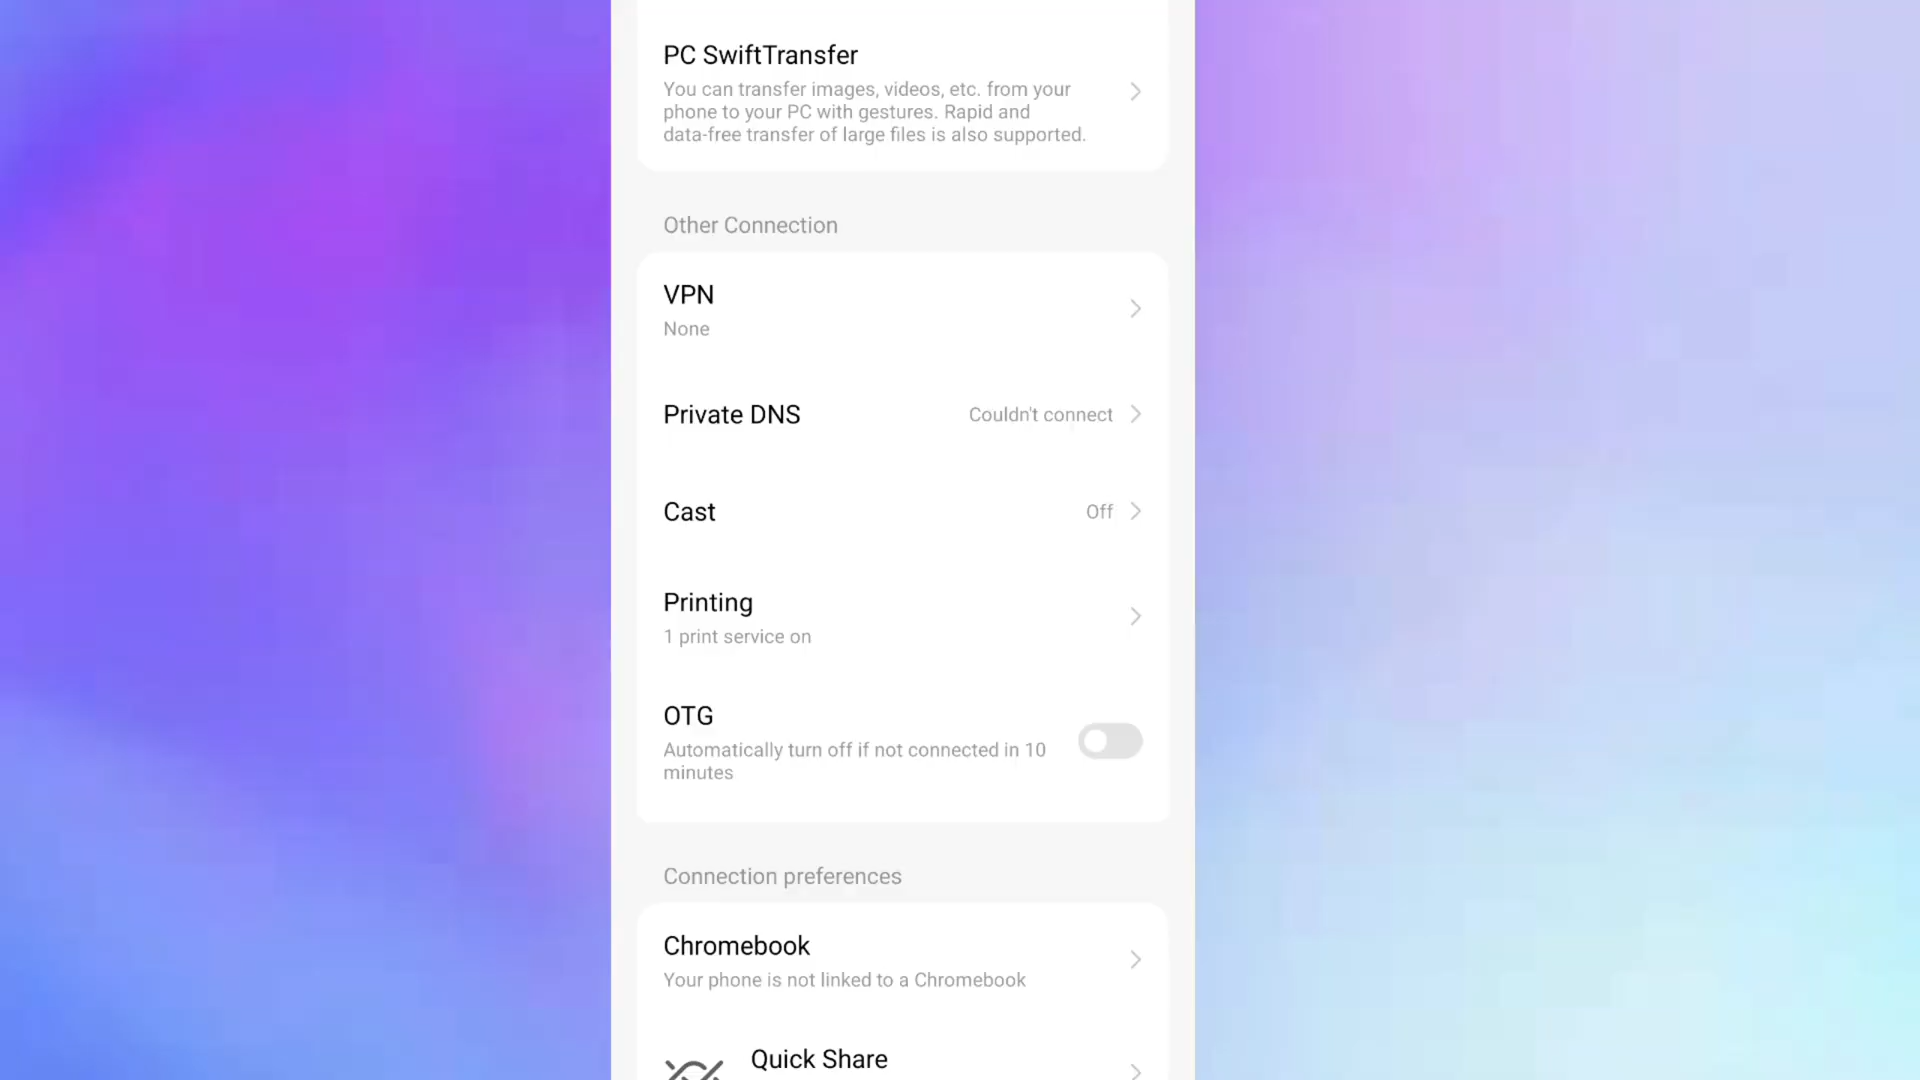 PC SwiftTransfer
You can transfer images, videos, etc. from your
phone to your PC with gestures. Rapid and
data-free transfer of large files is also supported.
Other Connection
VPN
None
Private DNS
Couldn't connect
Cast
Off
Printing
1 print service on
OTG
Automatically turn off if not connected in 10
minutes
Connection preferences
Chromebook
Your phone is not linked to a Chromebook
Quick Share